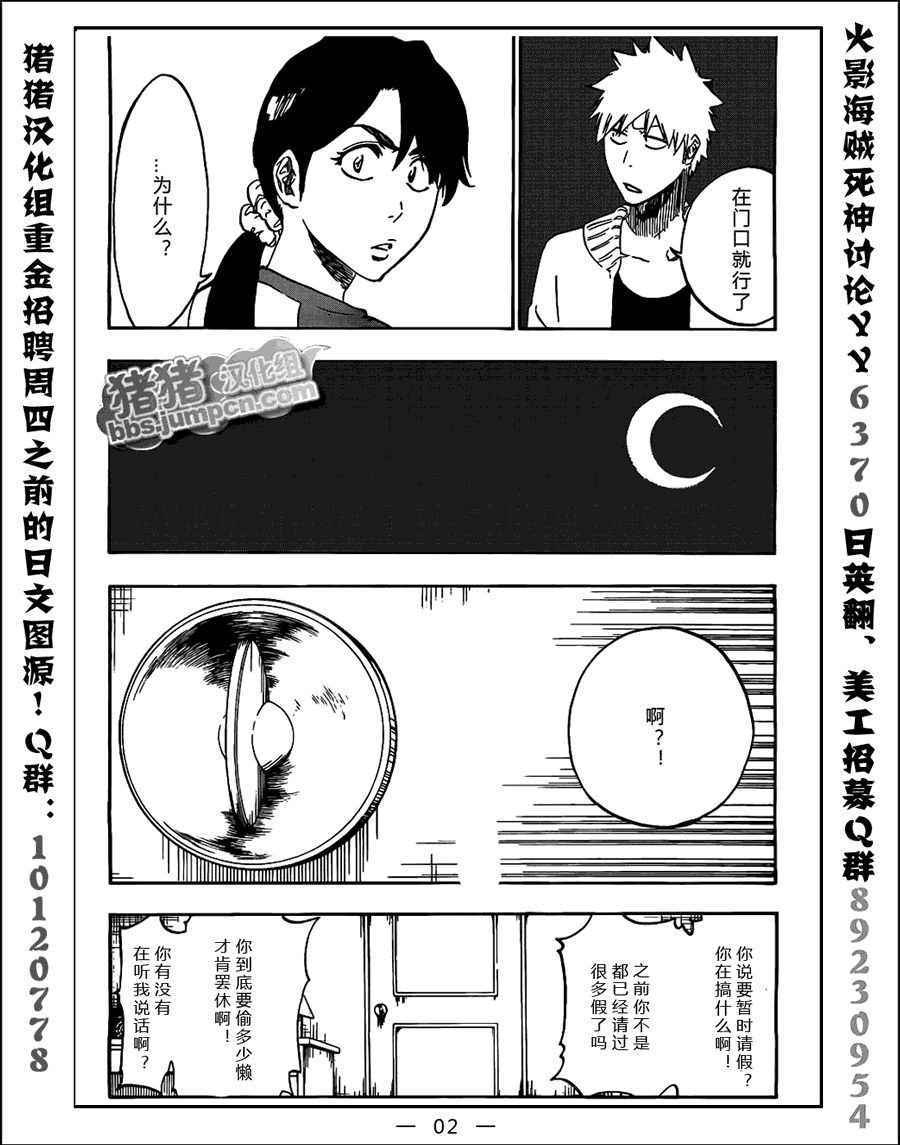 火影海贼死神讨论YY6370日英翻、美工招募Q群89230954
在门口就行了
…为什么？
猪猪汉化组
bbs.jumpcn.com
啊？！
你说要暂时请假？
你在搞什么啊！
之前你不是
都已经请过
很多假了吗
你到底要偷多少懒
才肯罢休啊！
你有没有
在听我说话啊？
猪猪汉化组重金招聘周四之前的日文图源！Q群：10120778
— 02 —